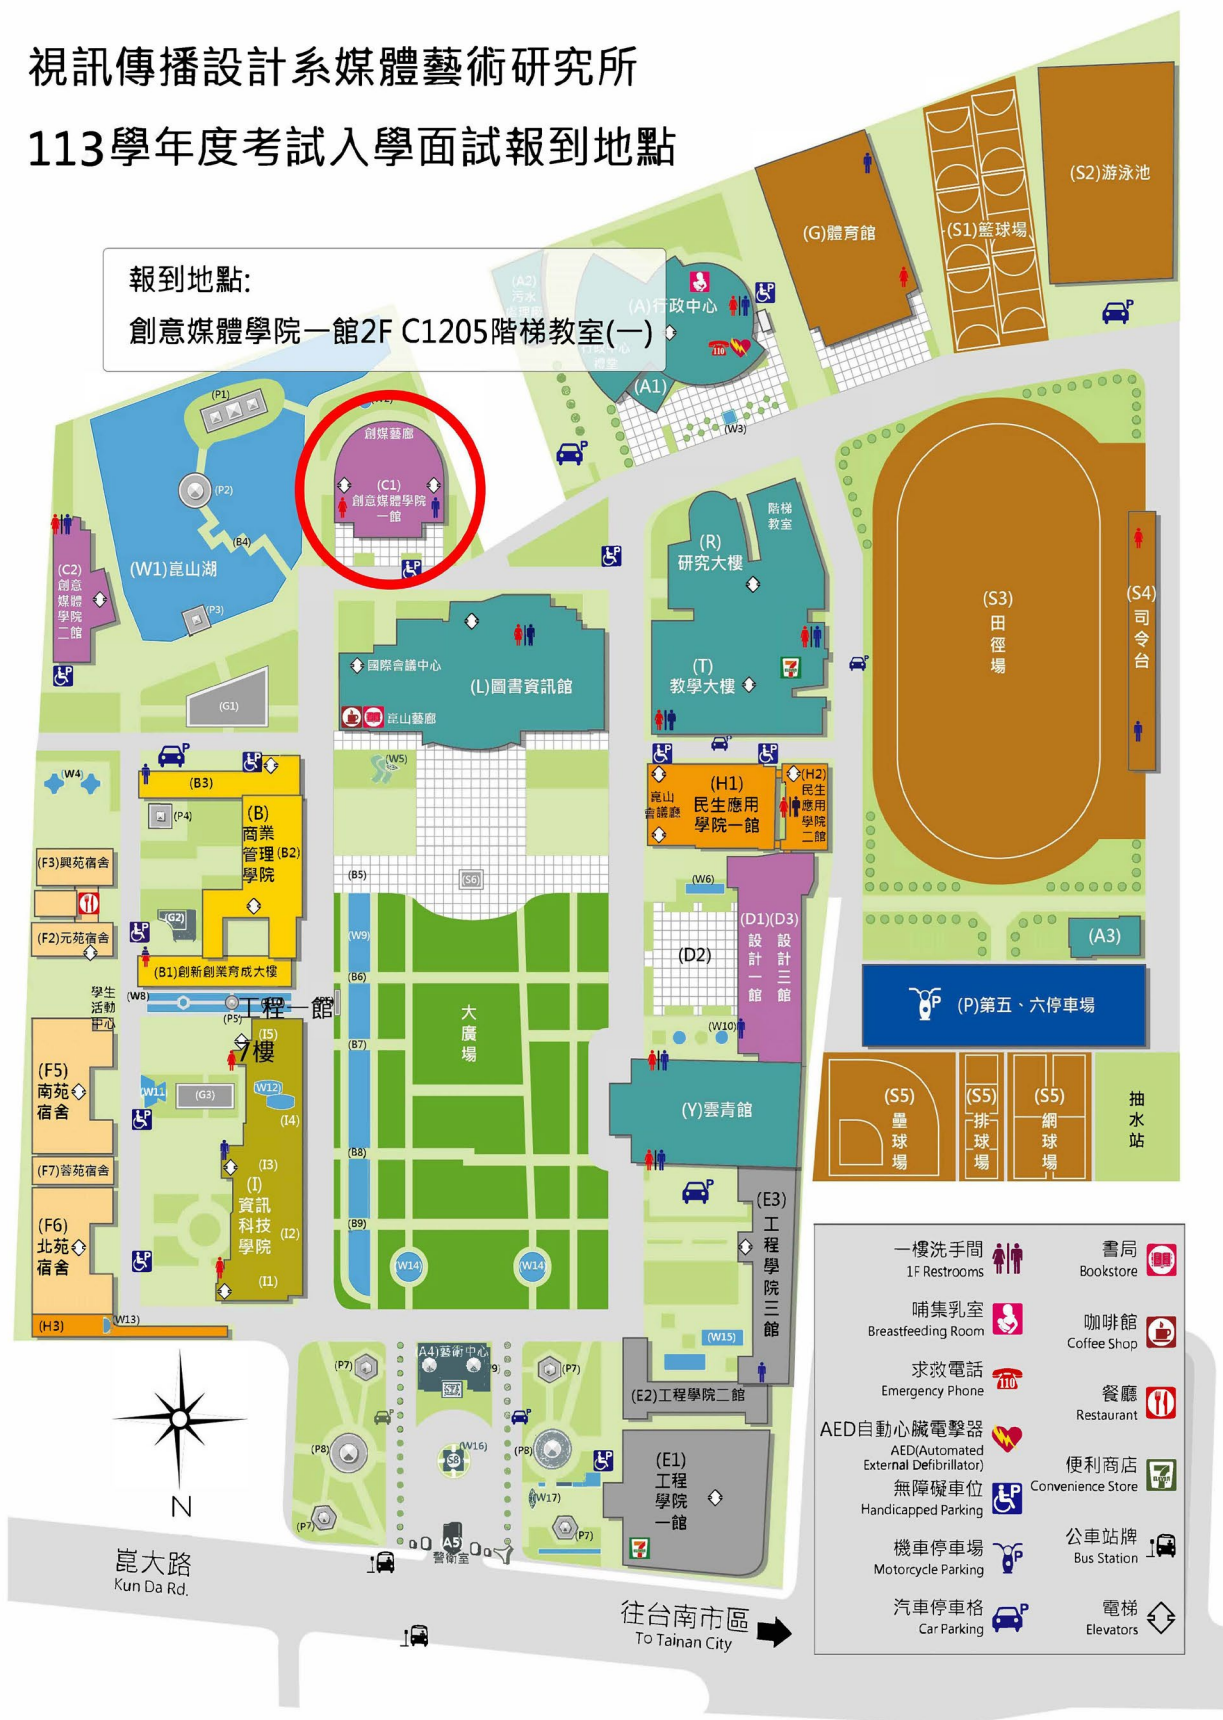 視訊傳播設計系媒體藝術研究所
113學年度考試入學面試報到地點
報到地點:
創意媒體學院一館2F C1205階梯教室(一)
(S2)游泳池
(G)體育館
(S1)籃球場
(A2)
污水
(A)行政中心
110
(A1)
(W3)
(P1)
創媒藝廊
(C1)
創意媒體學院
一館
(P2)
(B4)
(W1)崑山湖
(P3)
(C2)
創意
媒體
學院
二館
(G1)
階梯
教室
(R)
研究大樓
(T)
教學大樓
國際會議中心
(L)圖書資訊館
崑山藝廊
(W5)
(S3)
田
徑
場
(S4)
司
令
台
(W4)
(B3)
(P4)
(B)
商業
管理
學院
(B2)
(F3)興苑宿舍
(G2)
(F2)元苑宿舍
(B1)創新創業育成大樓
學生
活動
中心
(W8)
工程一館
7樓
(P5)
(I5)
(H1)
民生應用
學院一館
崑山
會議廳
(H2)
民生
應用
學院
二館
(B5)
(S6)
(W6)
(D1)
設
計
一
館
(D3)
設
計
三
館
(D2)
(W9)
(B6)
(W10)
大
廣
場
(B7)
(A3)
(P)第五、六停車場
(F5)
南苑
宿舍
(W11)
(G3)
(W12)
(I4)
(Y)雲青館
(S5)
壘
球
場
(S5)
排
球
場
(S5)
網
球
場
抽
水
站
(B8)
(F7)蓉苑宿舍
(I3)
(I)
資訊
科技
學院
(I2)
(I1)
(F6)
北苑
宿舍
(B9)
(W14)
(W14)
(E3)
工
程
學
院
三
館
(H3)
(W13)
(W15)
(E2)工程學院二館
(P7)
(A4)藝術中心
(P7)
(P8)
(W16)
S8
(P8)
(W17)
(P7)
(P7)
A5
警衛室
(E1)
工程
學院
一館
N
崑大路
Kun Da Rd.
往台南市區
To Tainan City
一樓洗手間
1F Restrooms
哺集乳室
Breastfeeding Room
求救電話
Emergency Phone
110
AED自動心臟電擊器
AED(Automated
External Defibrillator)
無障礙車位
Handicapped Parking
機車停車場
Motorcycle Parking
汽車停車格
Car Parking
書局
Bookstore
咖啡館
Coffee Shop
餐廳
Restaurant
便利商店
Convenience Store
公車站牌
Bus Station
電梯
Elevators